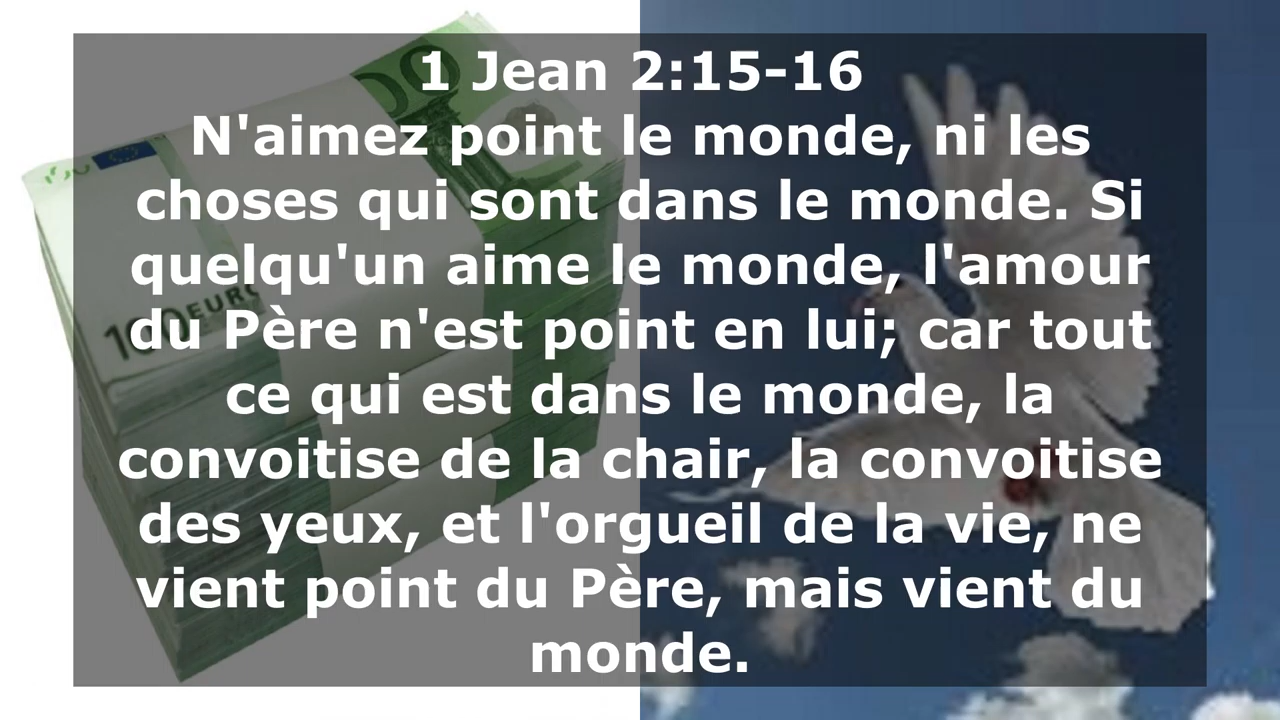 1 Jean 2:15-16
N'aimez point le monde, ni les
choses qui sont dans le monde. Si
quelqu'un aime le monde, l'amour
du Père n'est point en lui; car tout
ce qui est dans le monde, la
convoitise de la chair, la convoitise
des yeux, et l'orgueil de la vie, ne
vient point du Père, mais vient du
monde.
100 EURO